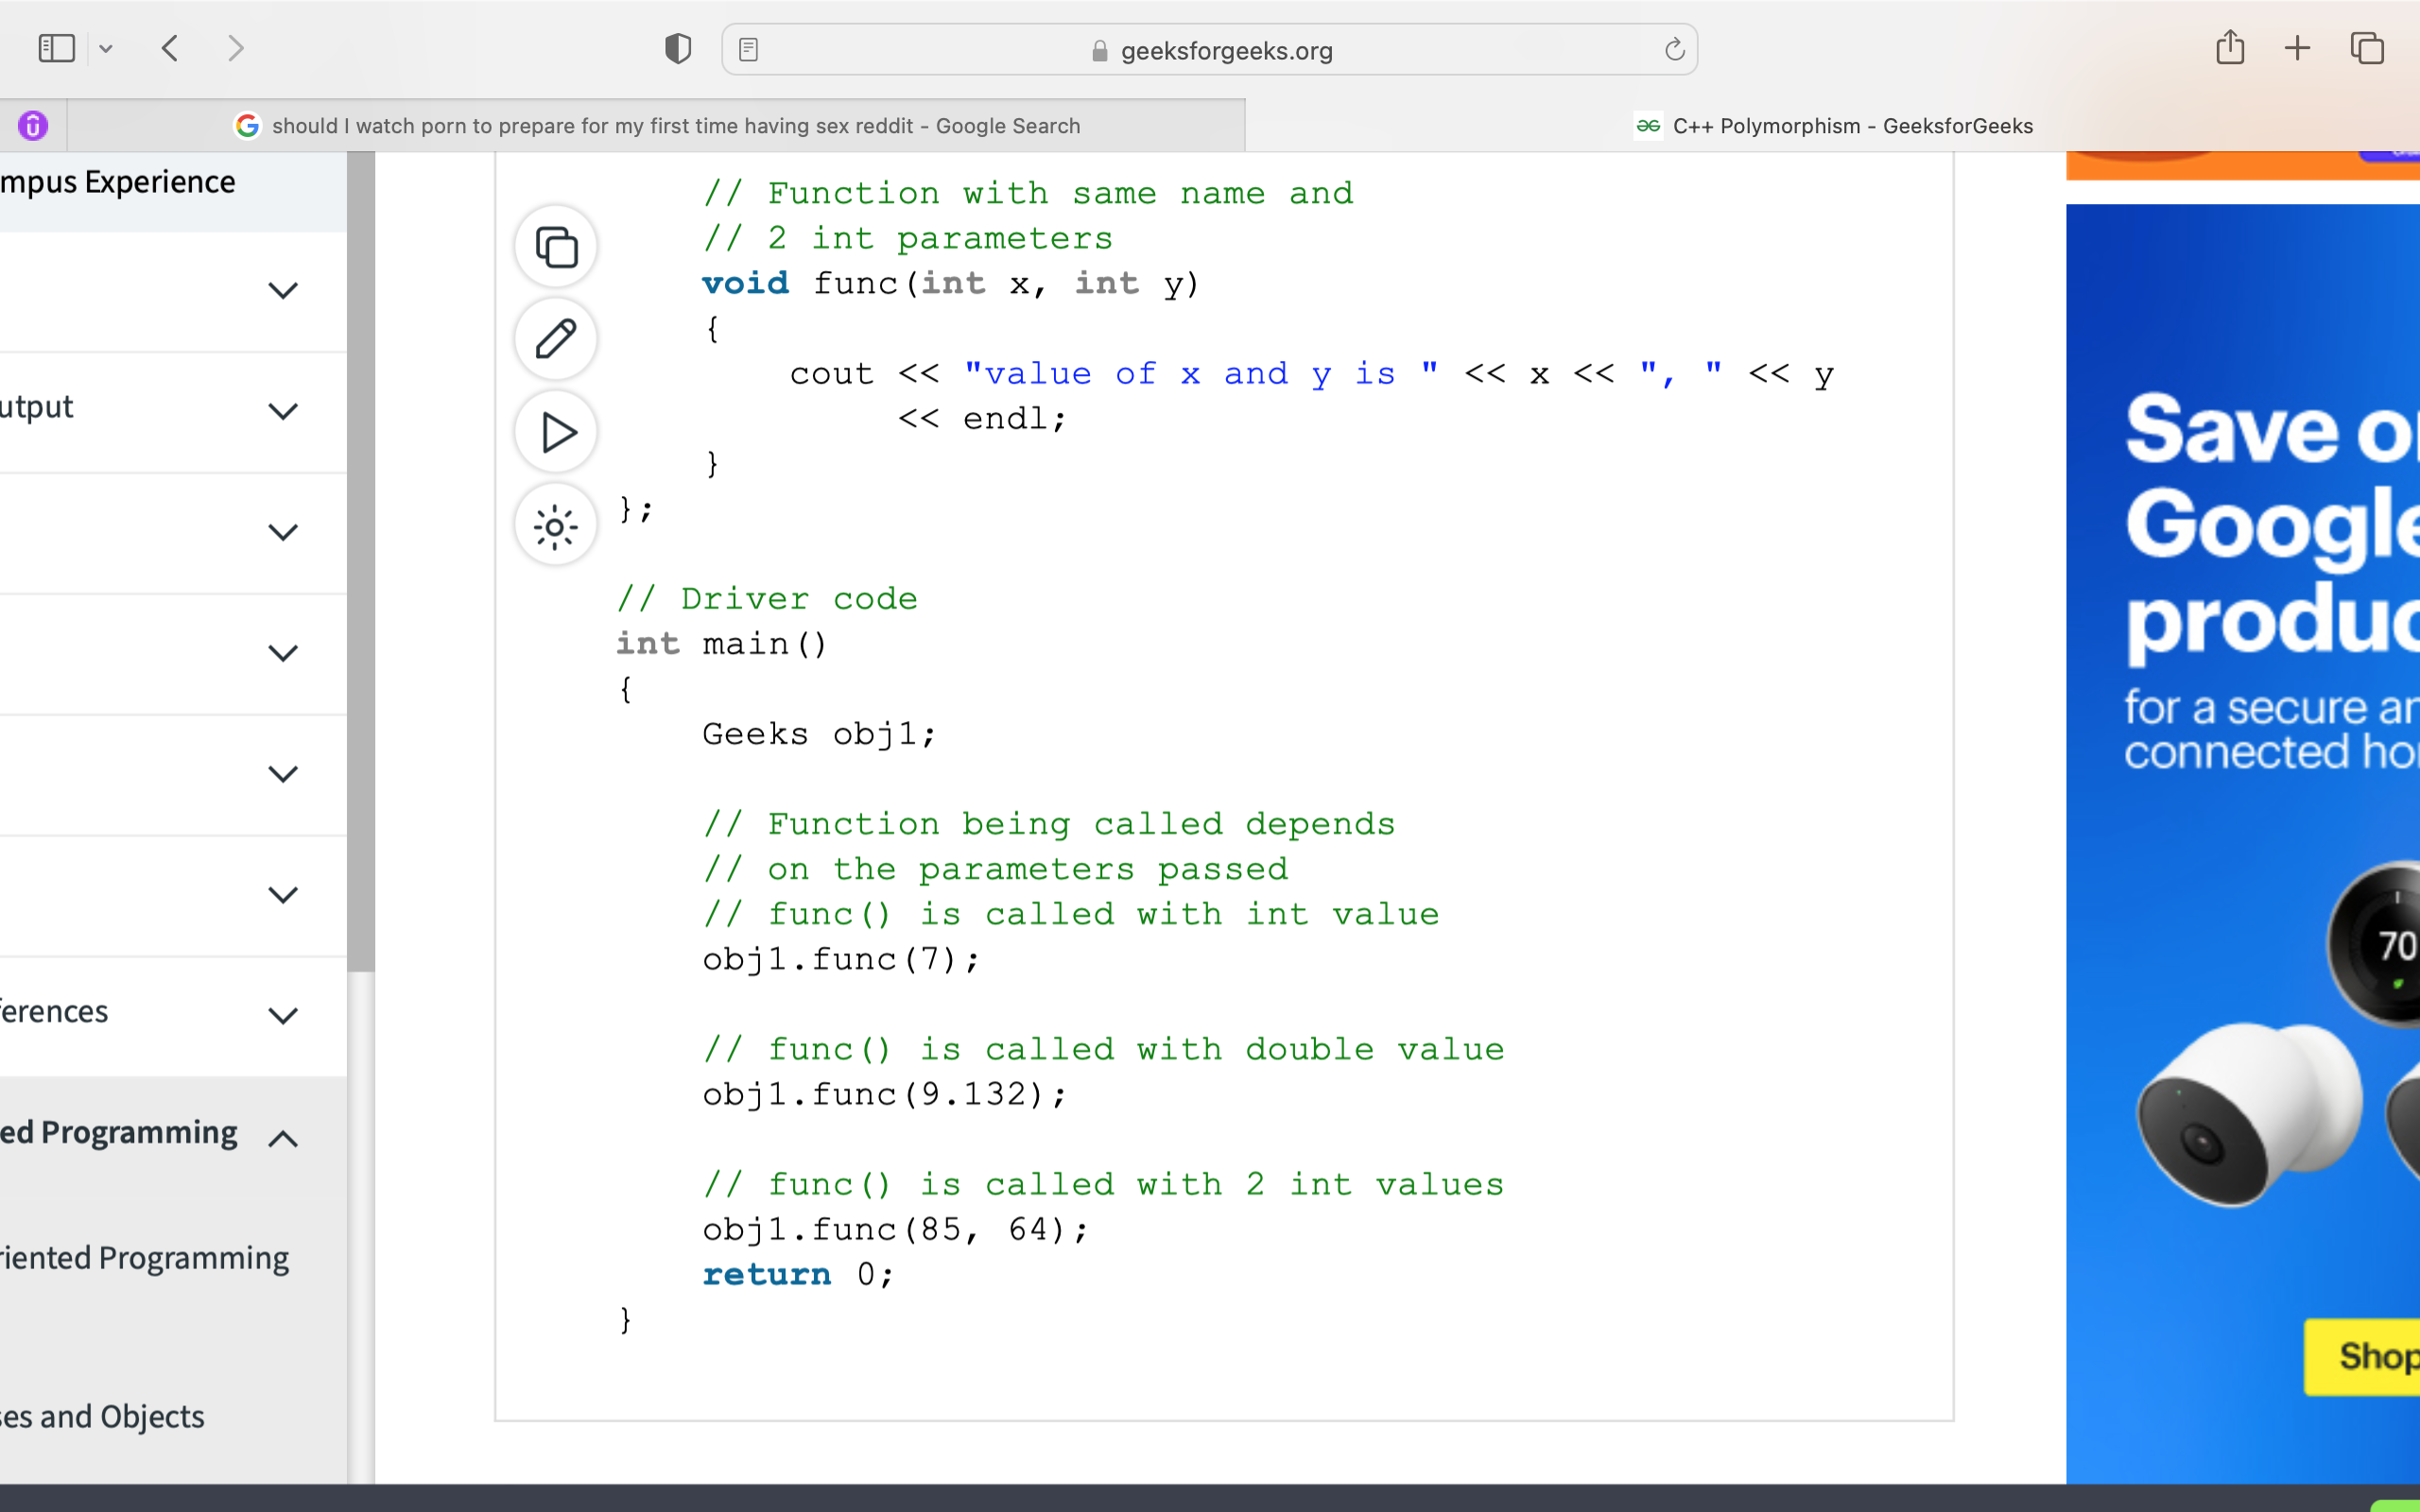 geeksforgeeks.org
should I watch porn to prepare for my first time having sex reddit - Google Search
C++ Polymorphism - GeeksforGeeks
mpus Experience
utput
erences
ed Programming
riented Programming
ses and Objects
// Function with same name and
// 2 int parameters
void func(int x, int y)
{
cout << "value of x and y is " << x << ", " << y
<< endl;
}
};
// Driver code
int main()
{
Geeks obj1;
// Function being called depends
// on the parameters passed
// func() is called with int value
obj1.func(7);
// func() is called with double value
obj1.func(9.132);
// func() is called with 2 int values
obj1.func(85, 64);
return 0;
}
Save o
Google
produc
for a secure an
connected ho
70
Shop